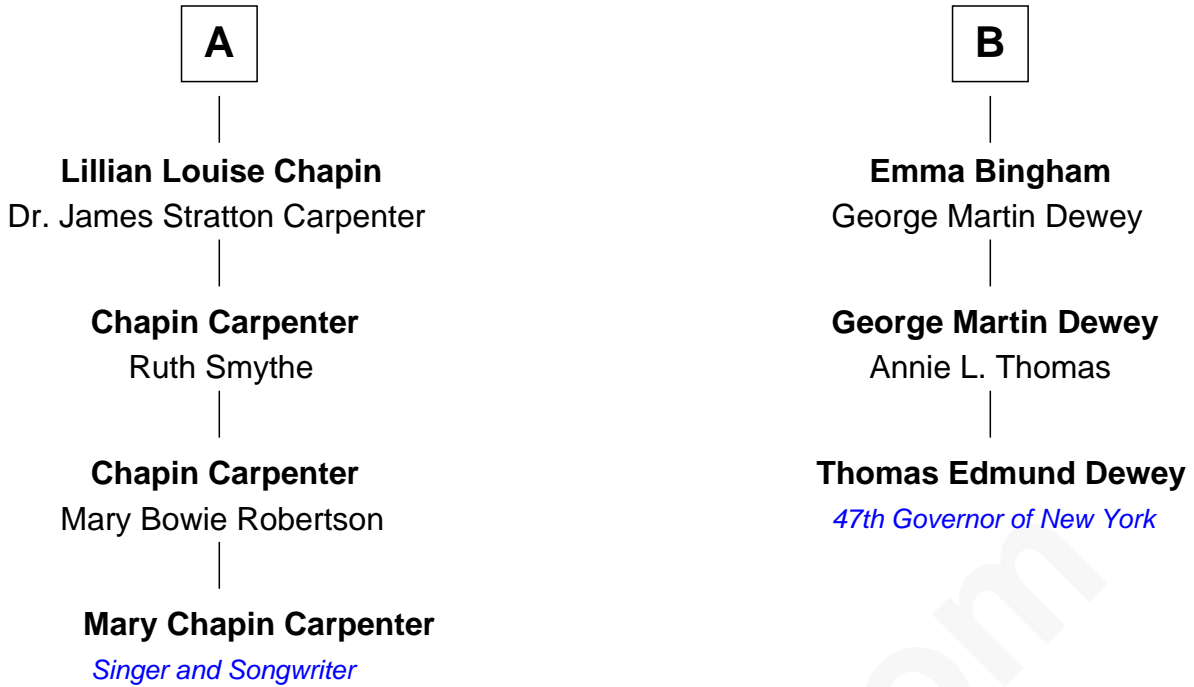 A
Lillian Louise Chapin
Dr. James Stratton Carpenter
Chapin Carpenter
Ruth Smythe
Chapin Carpenter
Mary Bowie Robertson
Mary Chapin Carpenter
Singer and Songwriter
B
Emma Bingham
George Martin Dewey
George Martin Dewey
Annie L. Thomas
Thomas Edmund Dewey
47th Governor of New York
om